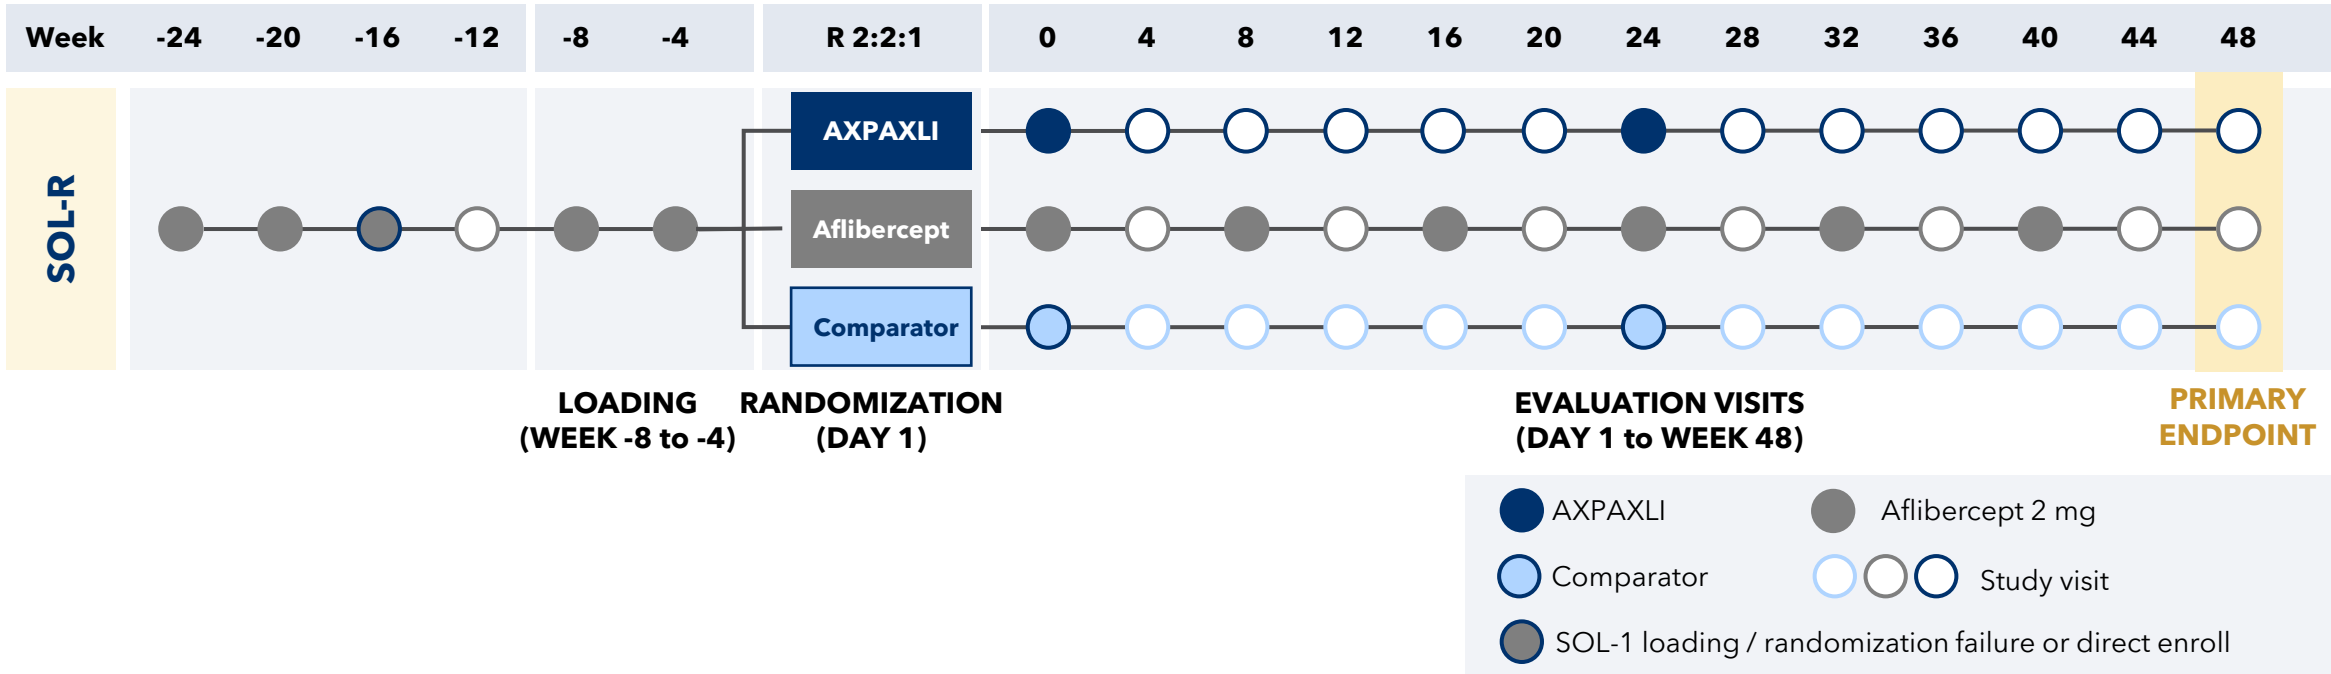 Week -24 -20 -16 -12 -8 -4 R 2:2:1 0 4 8 12 16 20 24 28 32 36 40 44 48
SOL-R
AXPAXLI
Aflibercept
Comparator
LOADING
(WEEK -8 to -4)
RANDOMIZATION
(DAY 1)
EVALUATION VISITS
(DAY 1 to WEEK 48)
PRIMARY
ENDPOINT
AXPAXLI
Aflibercept 2 mg
Comparator
Study visit
SOL-1 loading / randomization failure or direct enroll